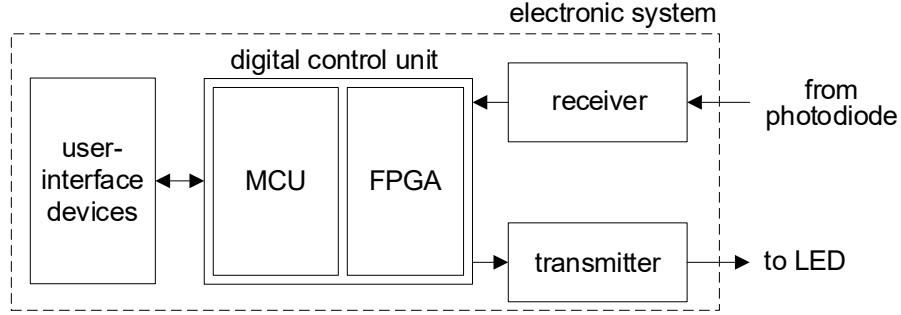 electronic system
digital control unit
user-
interface
devices
MCU
FPGA
receiver
from
photodiode
transmitter
to LED